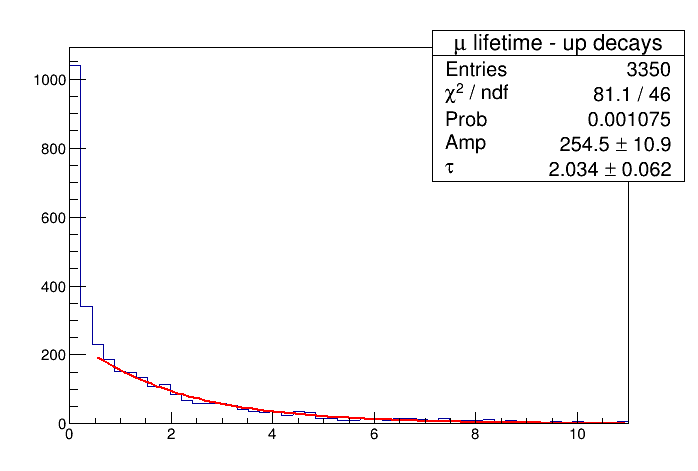 μ lifetime - up decays
Entries 3350
χ² / ndf 81.1 / 46
Prob 0.001075
Amp 254.5 ± 10.9
τ 2.034 ± 0.062
1000
800
600
400
200
0
0 2 4 6 8 10